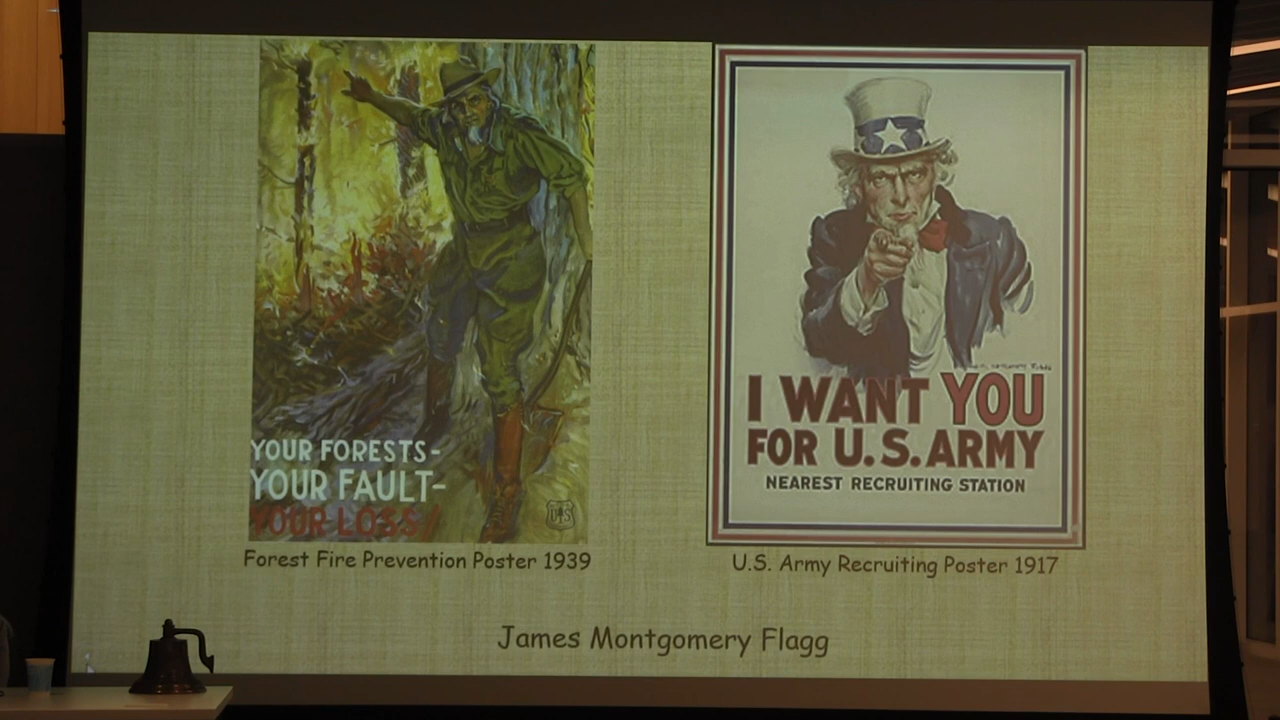 YOUR FORESTS-
YOUR FAULT-
YOUR LOSS!
US
Forest Fire Prevention Poster 1939
I WANT YOU
FOR U.S. ARMY
NEAREST RECRUITING STATION
U.S. Army Recruiting Poster 1917
James Montgomery Flagg